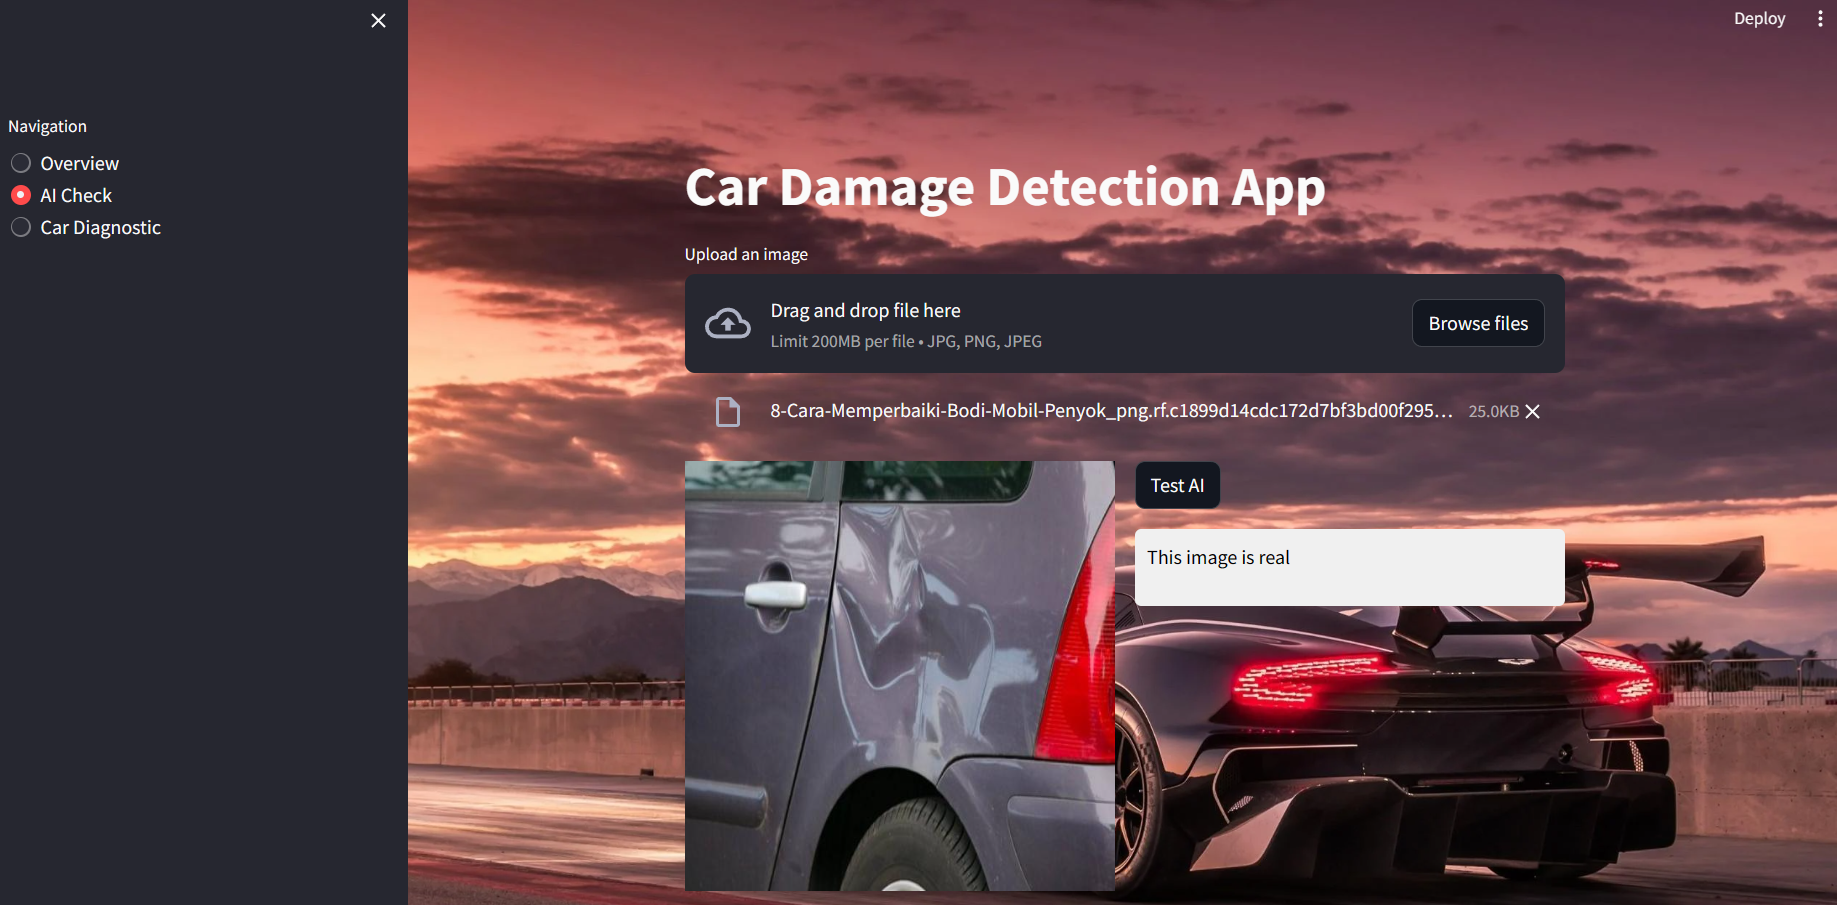 Deploy
Navigation
Overview
AI Check
Car Diagnostic
Car Damage Detection App
Upload an image
Drag and drop file here
Limit 200MB per file • JPG, PNG, JPEG
Browse files
8-Cara-Memperbaiki-Bodi-Mobil-Penyok_png.rf.c1899d14cdc172d7bf3bd00f295...
25.0KB
Test AI
This image is real